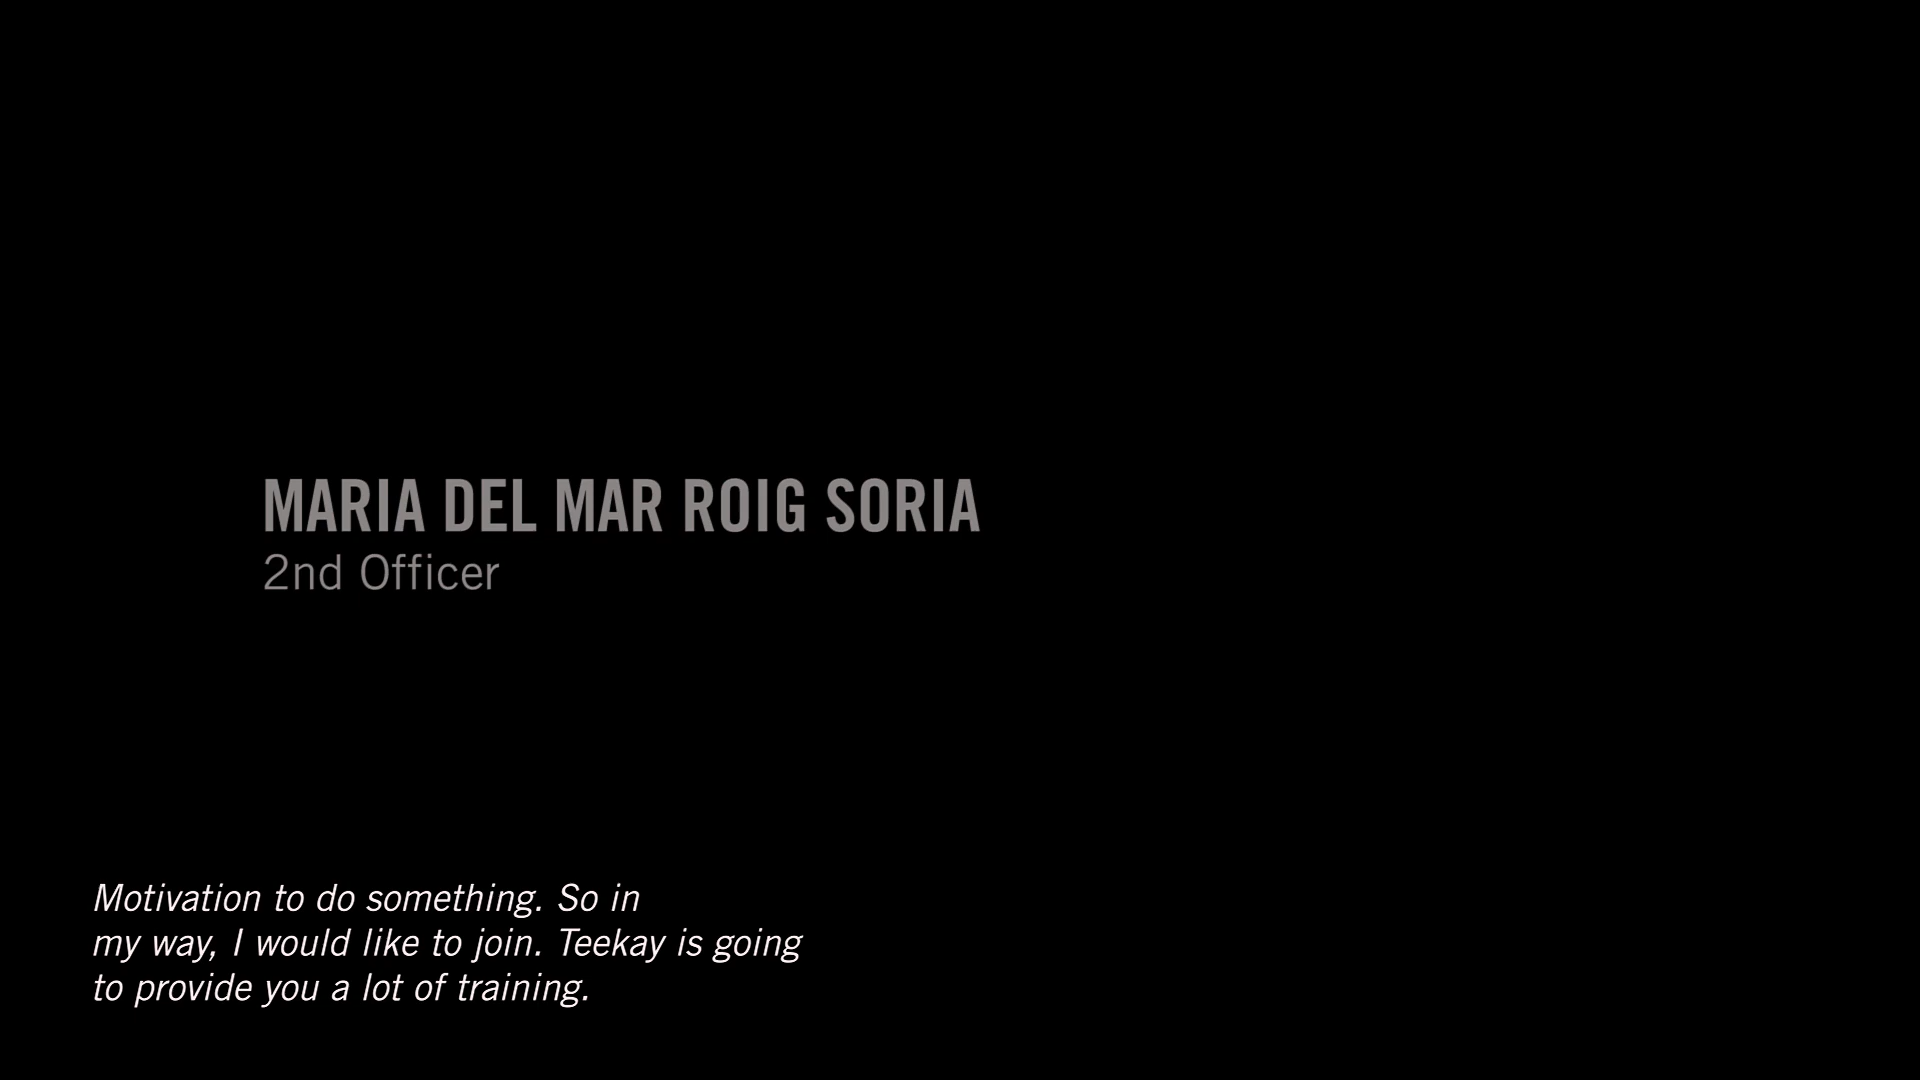 MARIA DEL MAR ROIG SORIA
2nd Officer
Motivation to do something. So in
my way, I would like to join. Teekay is going
to provide you a lot of training.